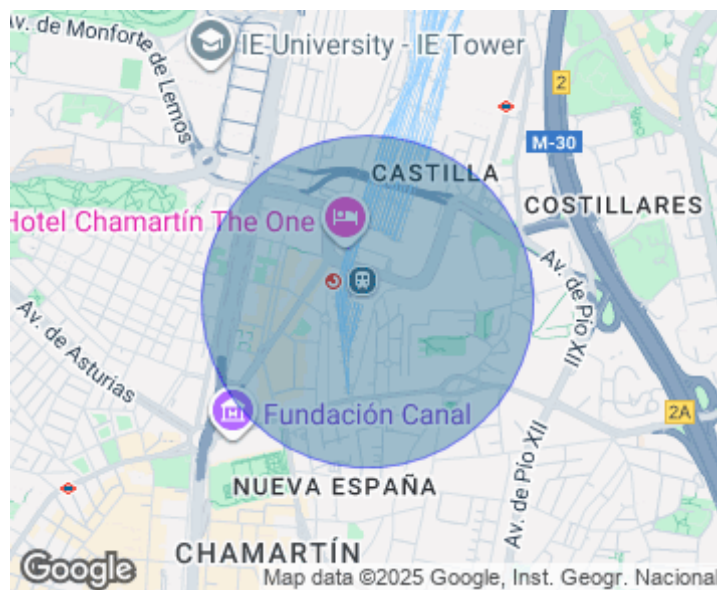 Av. de Monforte
de Lemos
IE University - IE Tower
2
M-30
CASTILLA
COSTILLARES
Hotel Chamartín The One
Av. de Pío XII
Av. de Asturias
Fundación Canal
2A
Av. de Pío XII
NUEVA ESPAÑA
CHAMARTÍN
Google
Map data ©2025 Google, Inst. Geogr. Nacional